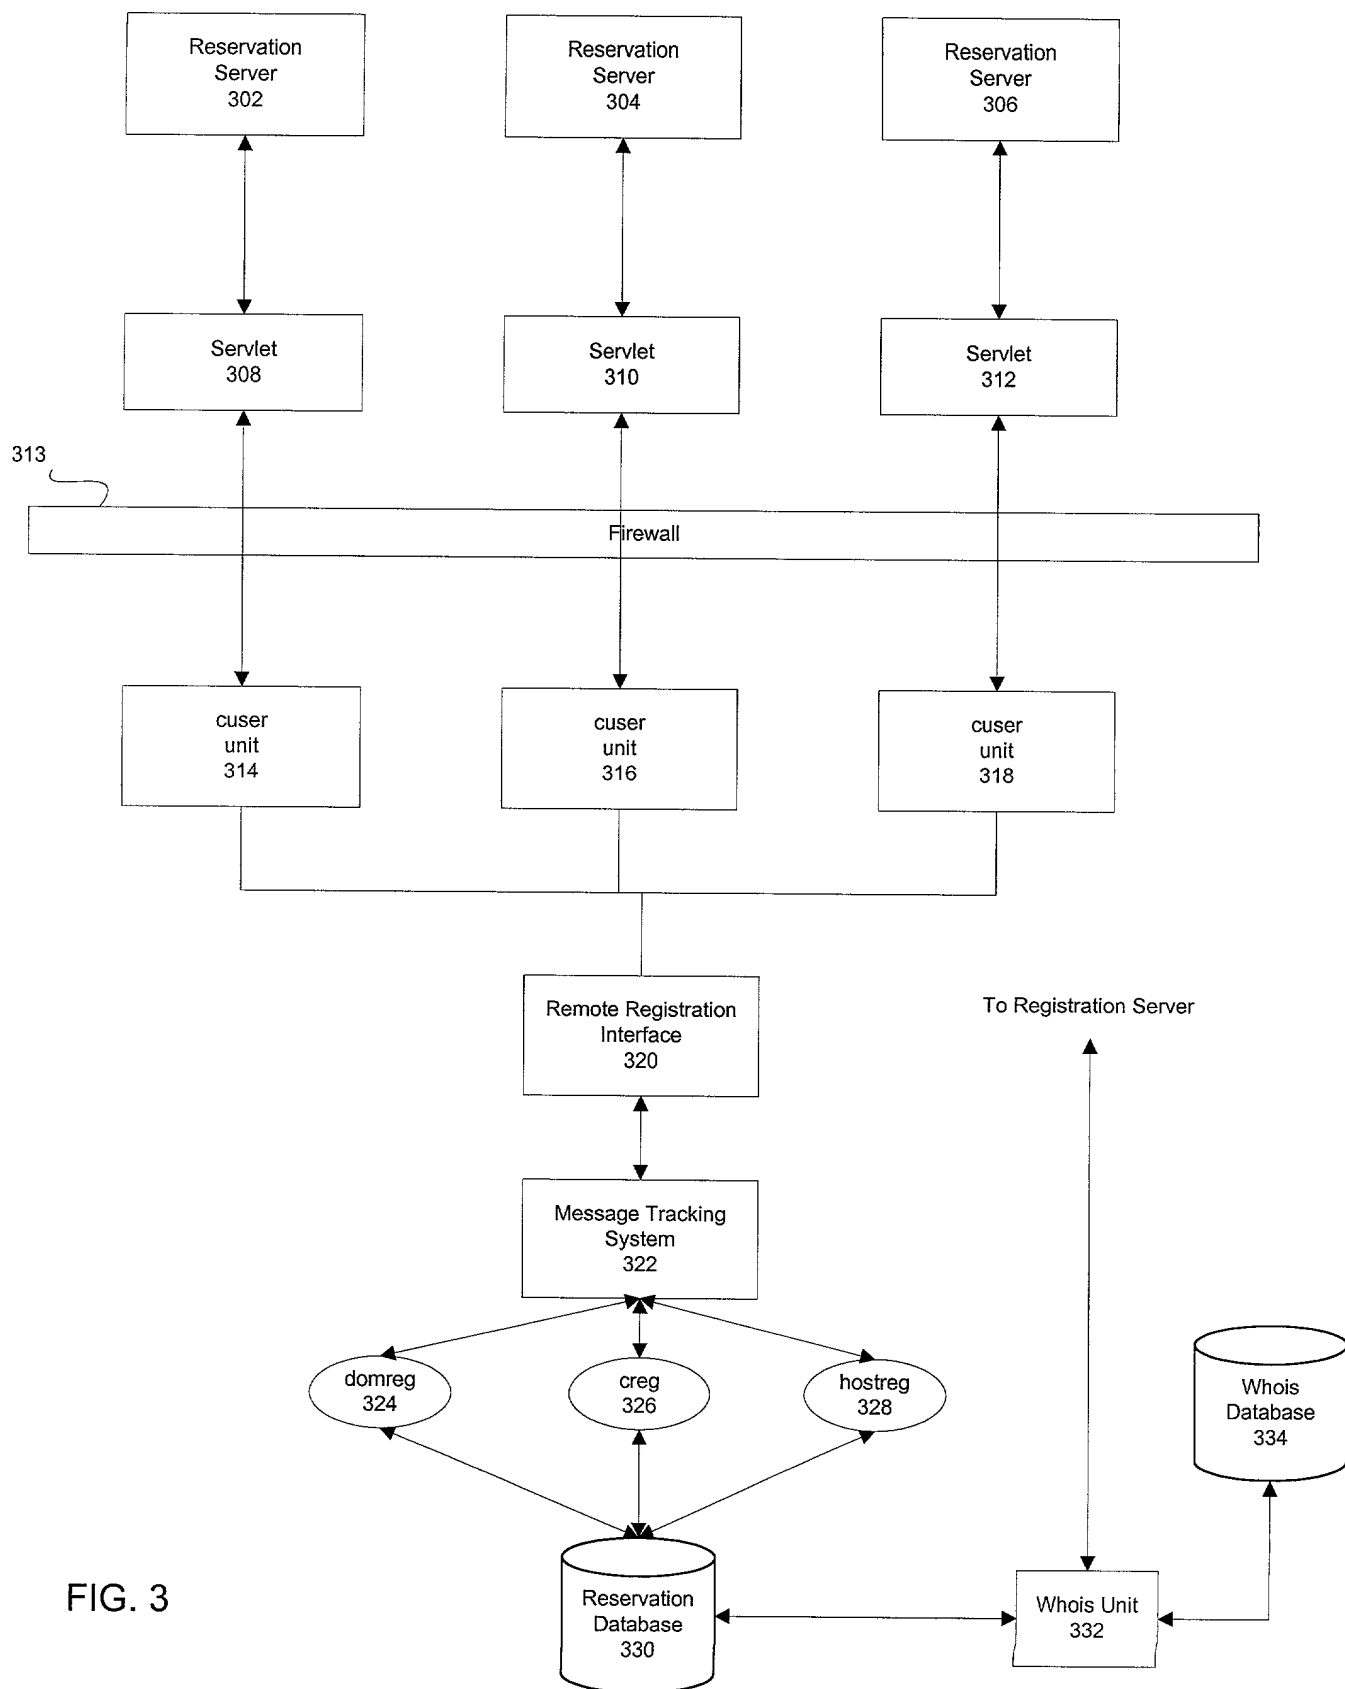 Reservation
Server
302
Reservation
Server
304
Reservation
Server
306
Servlet
308
Servlet
310
Servlet
312
313
Firewall
cuser
unit
314
cuser
unit
316
cuser
unit
318
Remote Registration
Interface
320
To Registration Server
Message Tracking
System
322
domreg
324
creg
326
hostreg
328
Whois
Database
334
FIG. 3
Reservation
Database
330
Whois Unit
332